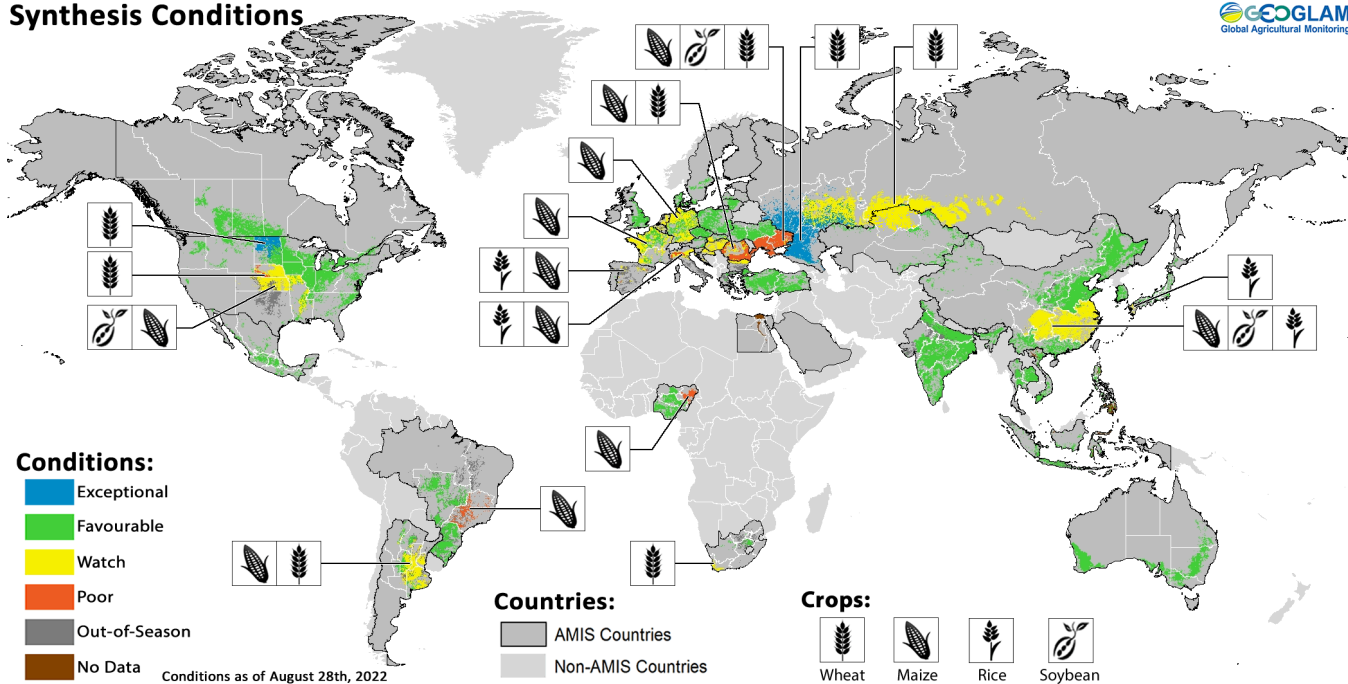 Synthesis Conditions
GEOGLAM
Global Agricultural Monitoring
Conditions:
Exceptional
Favourable
Watch
Poor
Out-of-Season
No Data
Conditions as of August 28th, 2022
Countries:
AMIS Countries
Non-AMIS Countries
Crops:
Wheat
Maize
Rice
Soybean